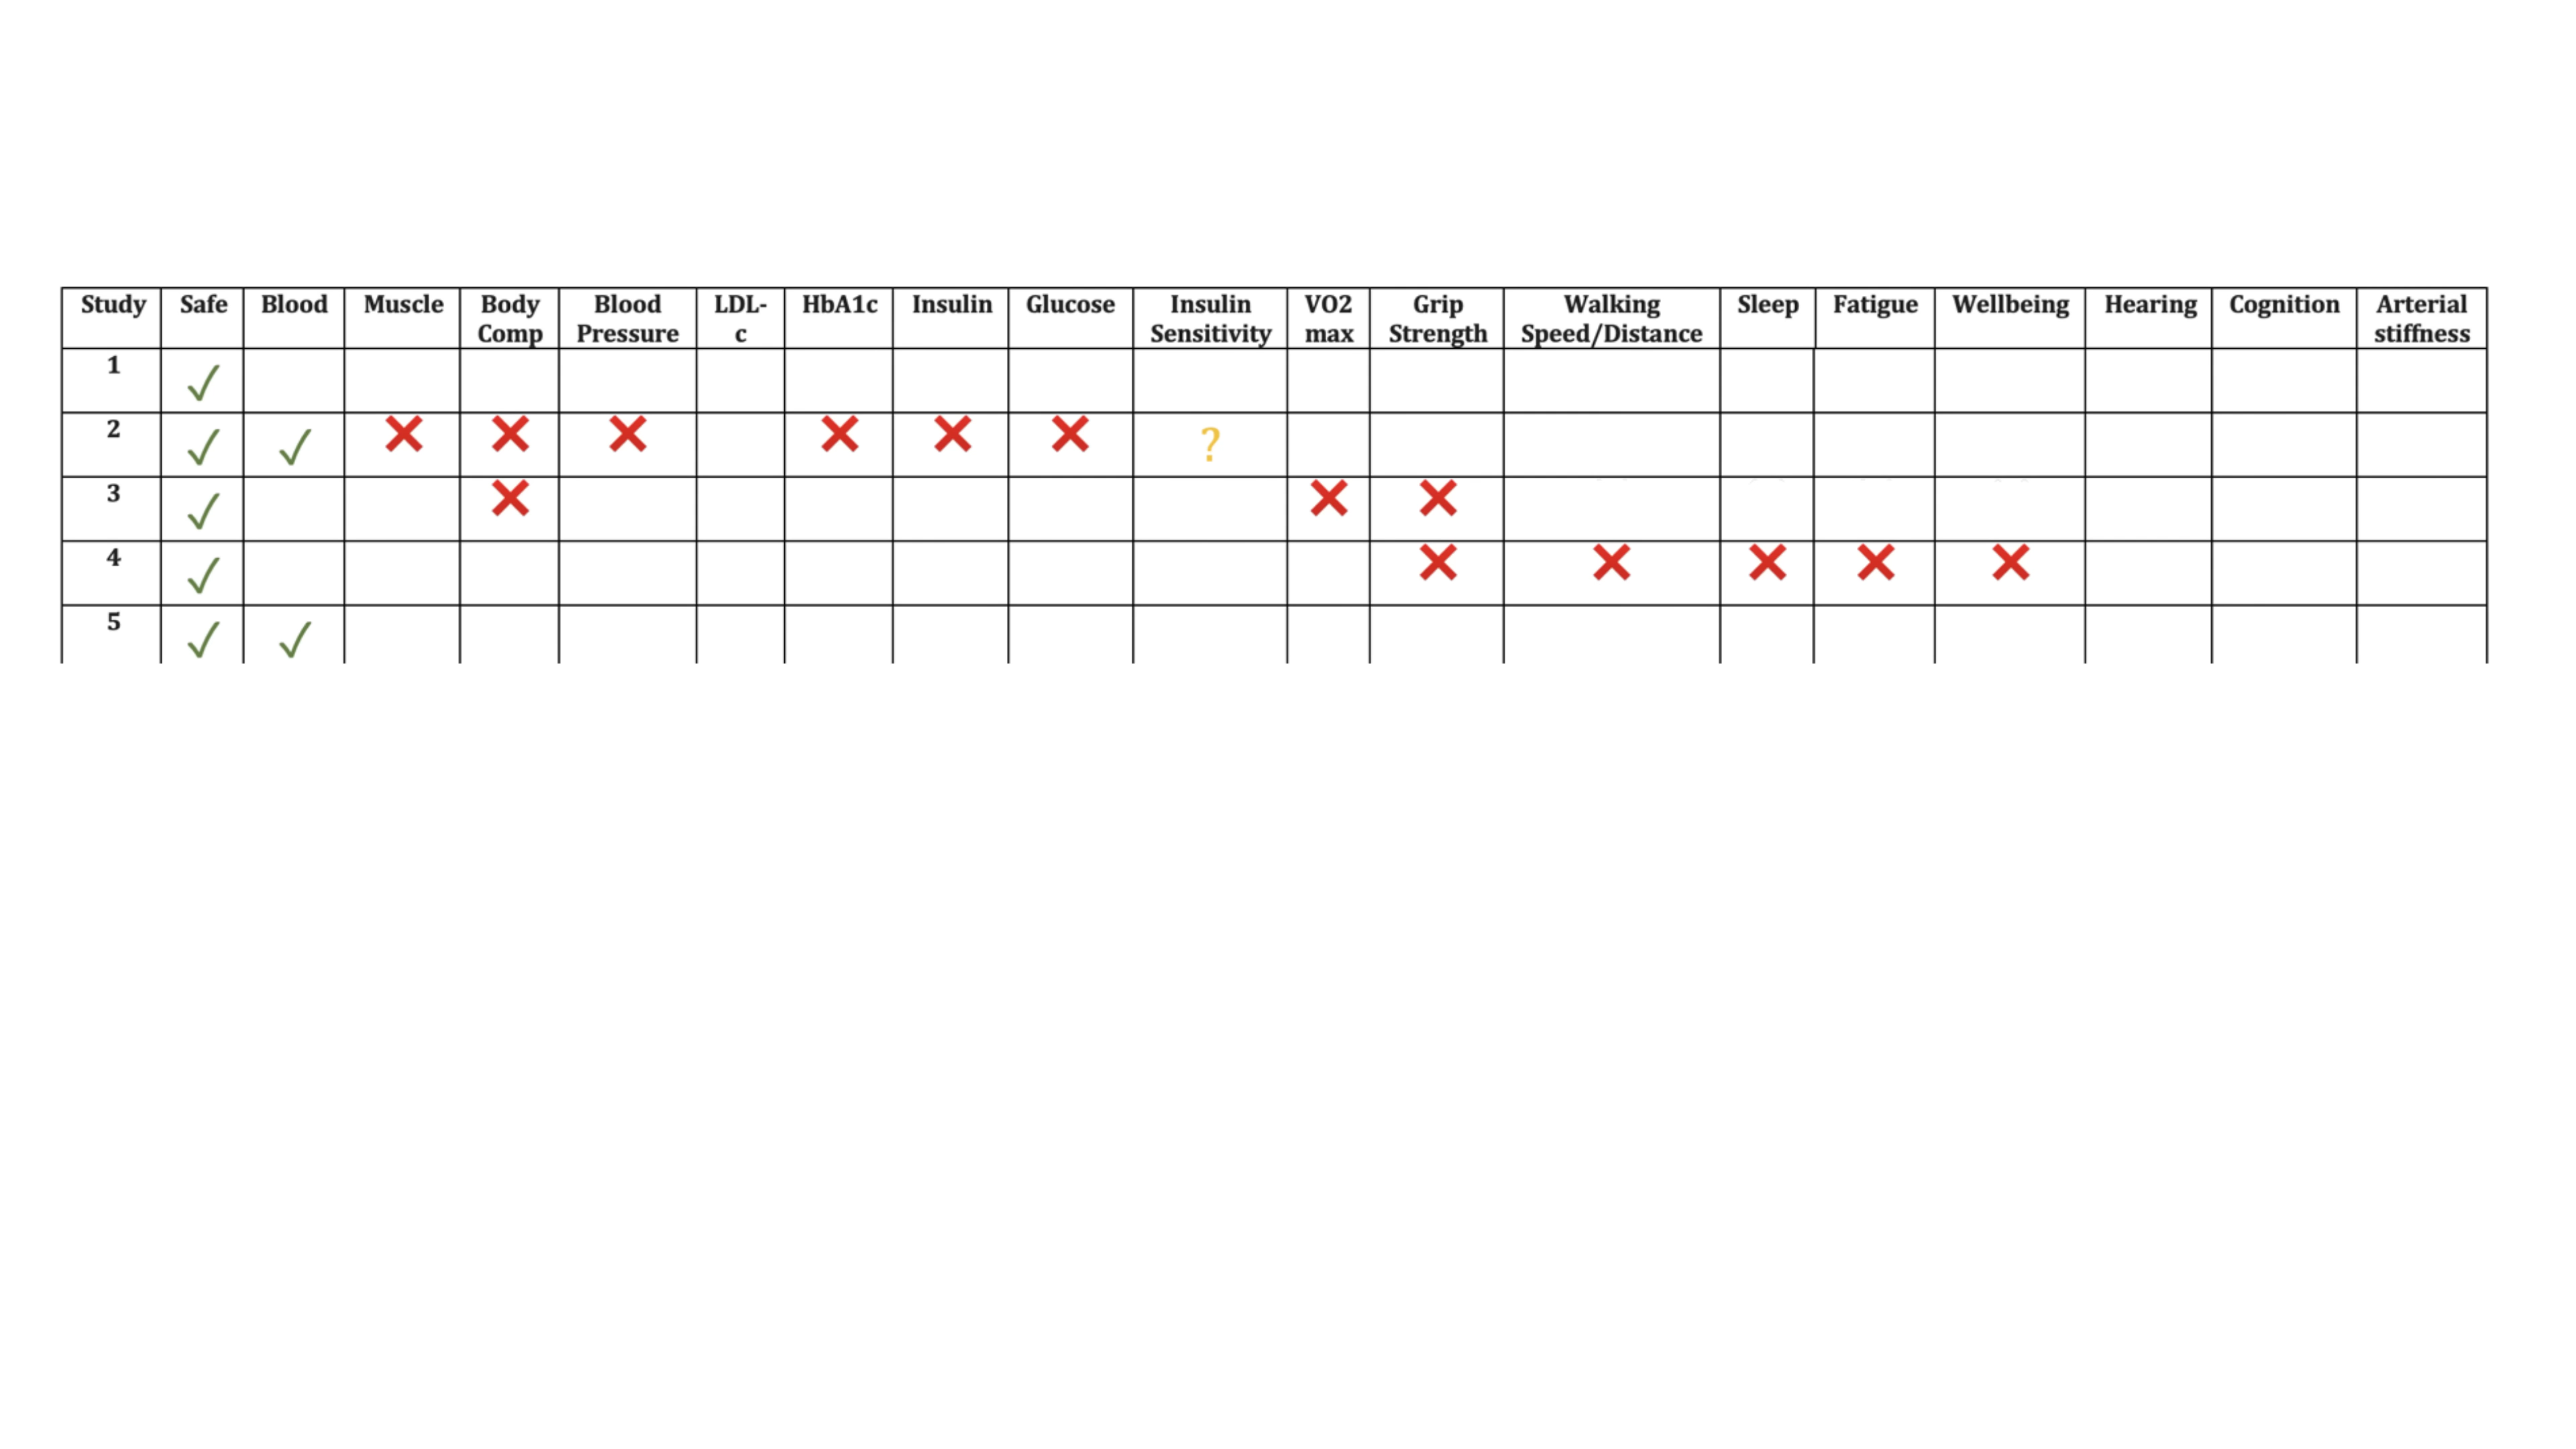 Study Safe Blood Muscle Body Comp Blood Pressure LDL-c HbA1c Insulin Glucose Insulin Sensitivity VO2 max Grip Strength Walking Speed/Distance Sleep Fatigue Wellbeing Hearing Cognition Arterial stiffness
1 ✓
2 ✓ ✓ ❌ ❌ ❌ ❌ ❌ ❌ ?
3 ✓ ❌ ❌ ❌
4 ✓ ❌ ❌ ❌ ❌ ❌
5 ✓ ✓